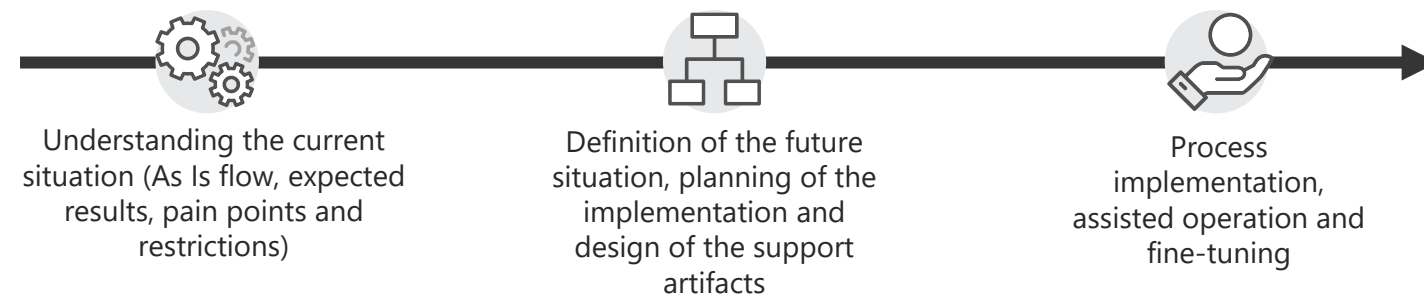 Understanding the current
situation (As Is flow, expected
results, pain points and
restrictions)
Definition of the future
situation, planning of the
implementation and
design of the support
artifacts
Process
implementation,
assisted operation and
fine-tuning